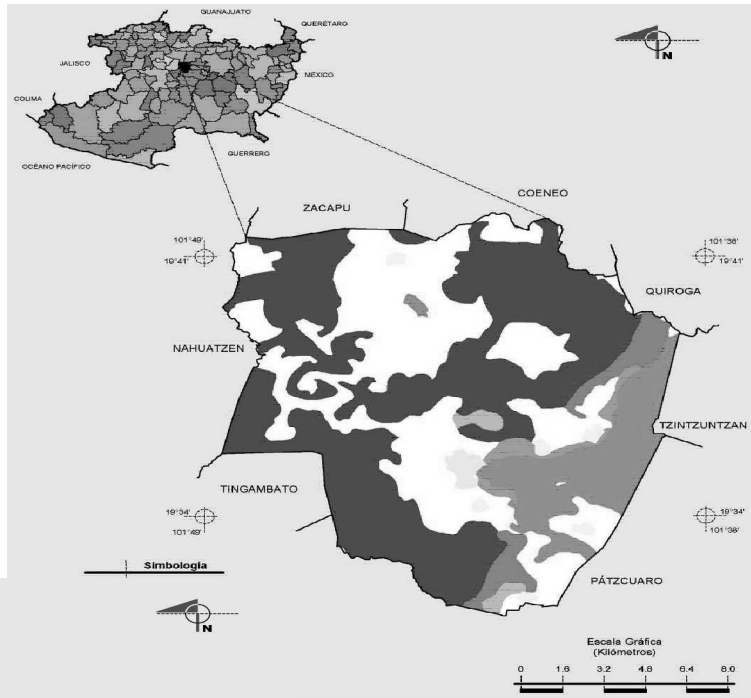 GUANAJUATO
QUERÉTARO
JALISCO
N
MÉXICO
COLIMA
GUERRERO
OCÉANO PACÍFICO
COENEO
ZACAPU
101°49'
19°41'
101°36'
19°41'
QUIROGA
NAHUATZEN
TZINTZUNTZAN
TINGAMBATO
19°34'
101°49'
19°34'
101°36'
Simbología
PÁTZCUARO
N
Escala Gráfica
(Kilómetros)
0 1.6 3.2 4.8 6.4 8.0